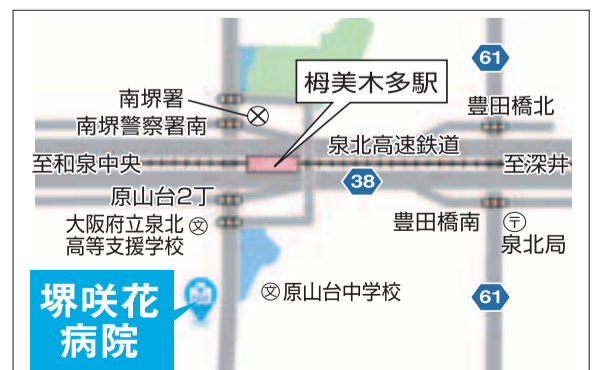 61
栂美木多駅
南堺署
豊田橋北
南堺警察署南
泉北高速鉄道
至和泉中央
至深井
38
原山台2丁
大阪府立泉北
高等支援学校
文
豊田橋南
〒
泉北局
堺咲花
病院
文
原山台中学校
61